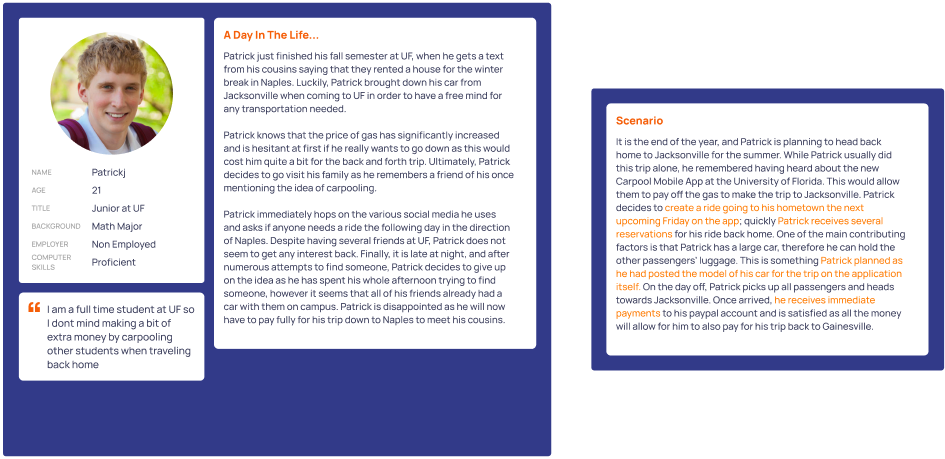 NAME Patrickj
AGE 21
TITLE Junior at UF
BACKGROUND Math Major
EMPLOYER Non Employed
COMPUTER
SKILLS Proficient
I am a full time student at UF so
I dont mind making a bit of
extra money by carpooling
other students when traveling
back home
A Day In The Life...
Patrick just finished his fall semester at UF, when he gets a text
from his cousins saying that they rented a house for the winter
break in Naples. Luckily, Patrick brought down his car from
Jacksonville when coming to UF in order to have a free mind for
any transportation needed.
Patrick knows that the price of gas has significantly increased
and is hesitant at first if he really wants to go down as this would
cost him quite a bit for the back and forth trip. Ultimately, Patrick
decides to go visit his family as he remembers a friend of his once
mentioning the idea of carpooling.
Patrick immediately hops on the various social media he uses
and asks if anyone needs a ride the following day in the direction
of Naples. Despite having several friends at UF, Patrick does not
seem to get any interest back. Finally, it is late at night, and after
numerous attempts to find someone, Patrick decides to give up
on the idea as he has spent his whole afternoon trying to find
someone, however it seems that all of his friends already had a
car with them on campus. Patrick is disappointed as he will now
have to pay fully for his trip down to Naples to meet his cousins.
Scenario
It is the end of the year, and Patrick is planning to head back
home to Jacksonville for the summer. While Patrick usually did
this trip alone, he remembered having heard about the new
Carpool Mobile App at the University of Florida. This would allow
them to pay off the gas to make the trip to Jacksonville. Patrick
decides to create a ride going to his hometown the next
upcoming Friday on the app; quickly Patrick receives several
reservations for his ride back home. One of the main contributing
factors is that Patrick has a large car, therefore he can hold the
other passengers' luggage. This is something Patrick planned as
he had posted the model of his car for the trip on the application
itself. On the day off, Patrick picks up all passengers and heads
towards Jacksonville. Once arrived, he receives immediate
payments to his paypal account and is satisfied as all the money
will allow for him to also pay for his trip back to Gainesville.